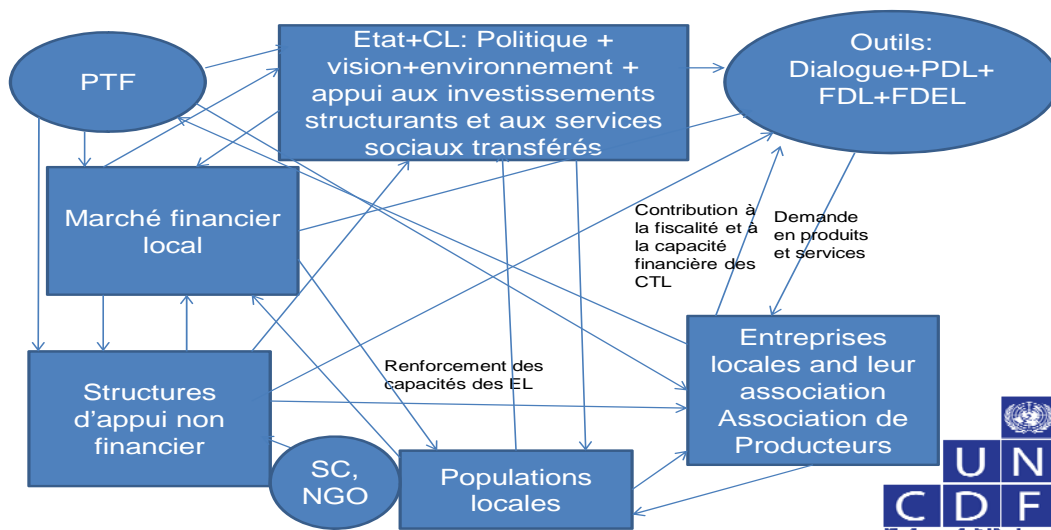 PTF
Etat+CL: Politique +
vision+environnement +
appui aux investissements
structurants et aux services
sociaux transférés
Outils:
Dialogue+PDL+
FDL+FDEL
Marché financier
local
Contribution à
la fiscalité et à
la capacité
financière des
CTL
Demande
en produits
et services
Structures
d'appui non
financier
Renforcement des
capacités des EL
Entreprises
locales and leur
association
Association de
Producteurs
SC,
NGO
Populations
locales
U N
C D F